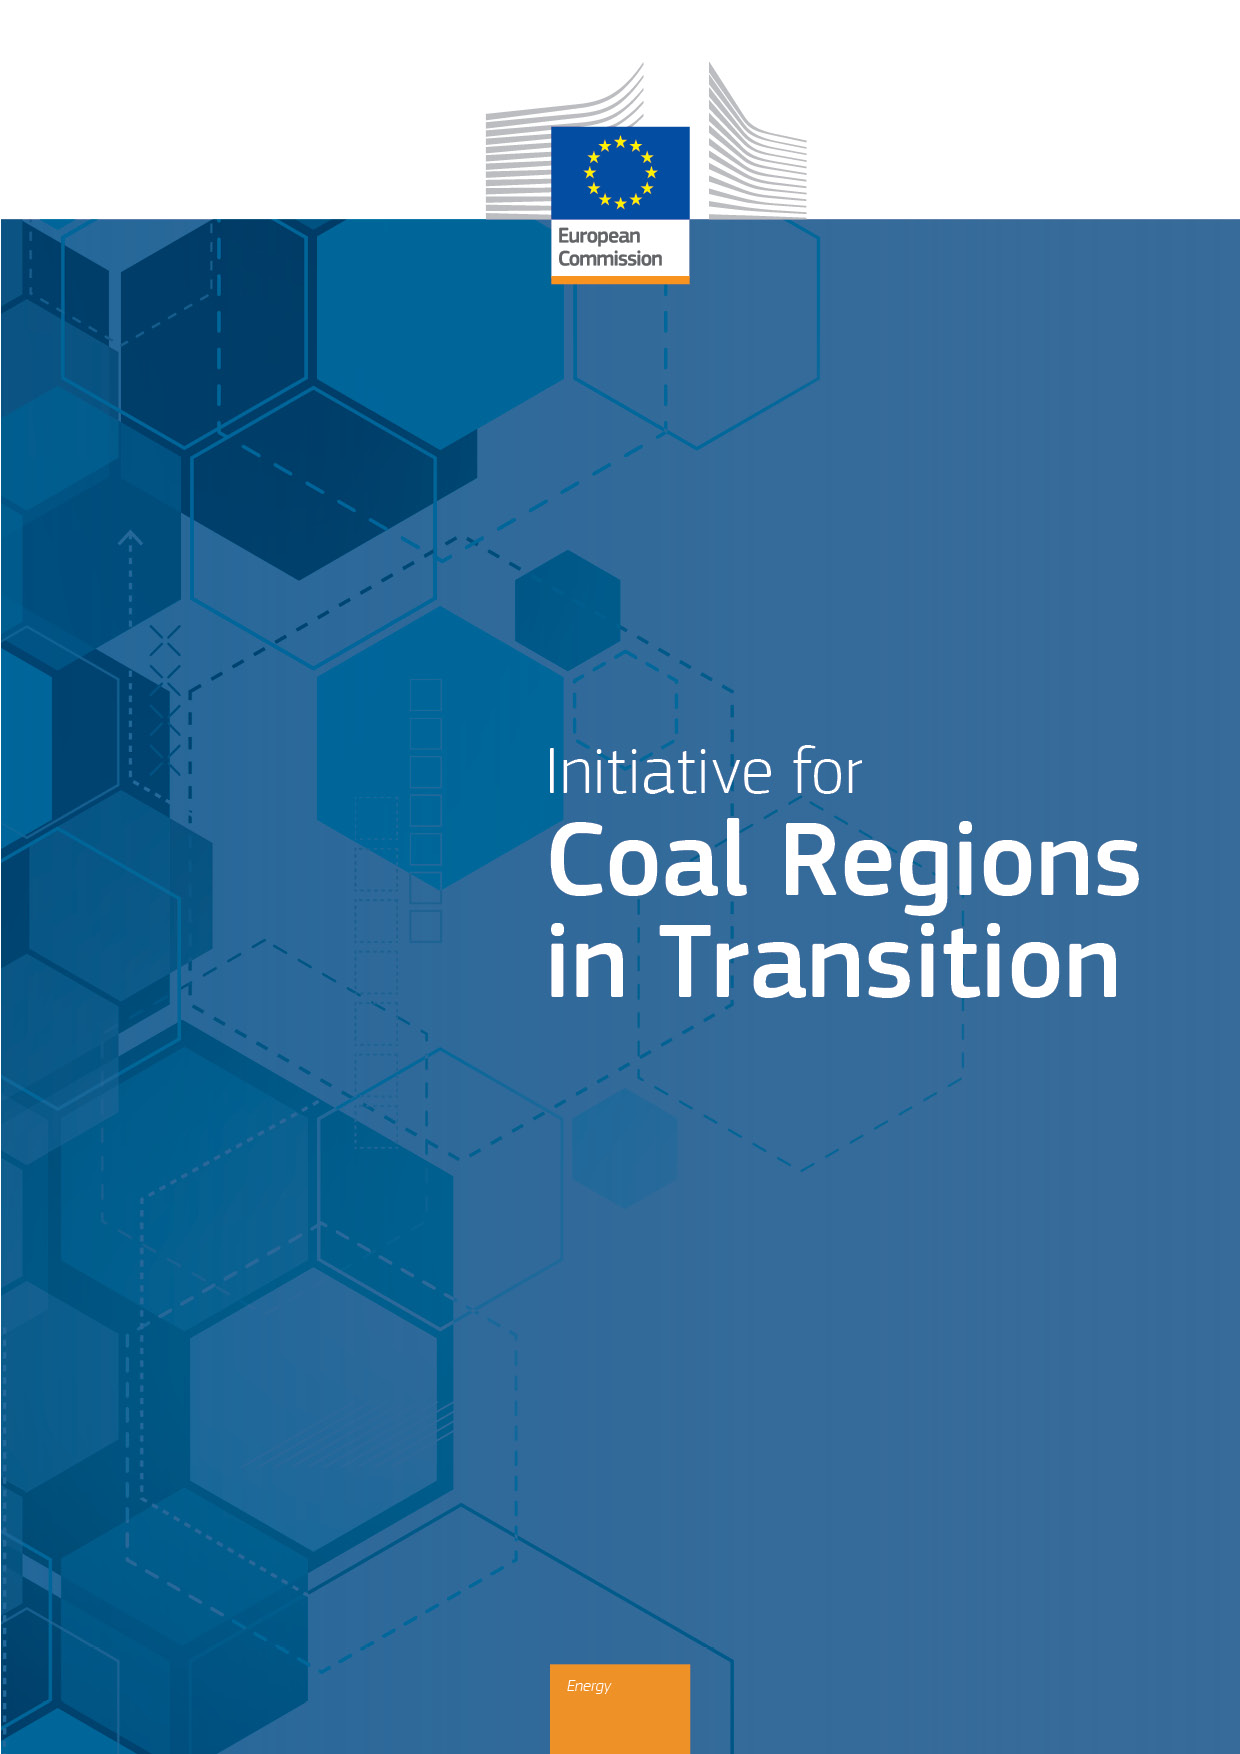 European
Commission
Initiative for
Coal Regions
in Transition
Energy